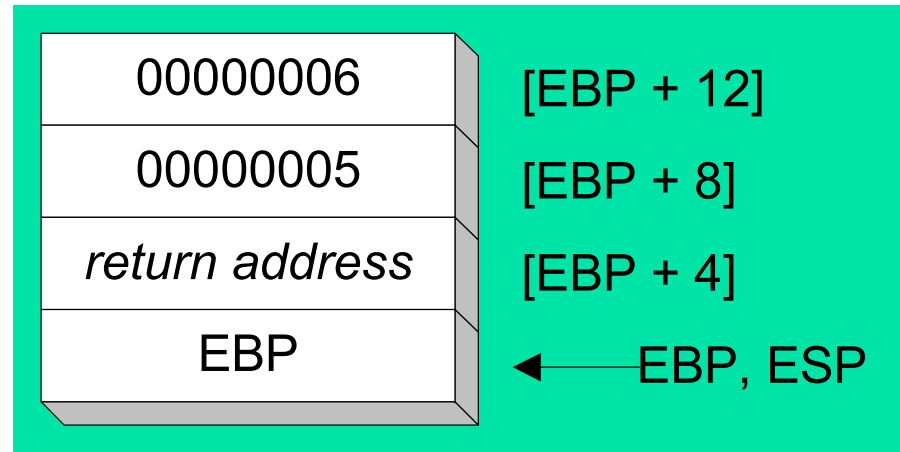 00000006 [EBP + 12]
00000005 [EBP + 8]
return address [EBP + 4]
EBP EBP, ESP